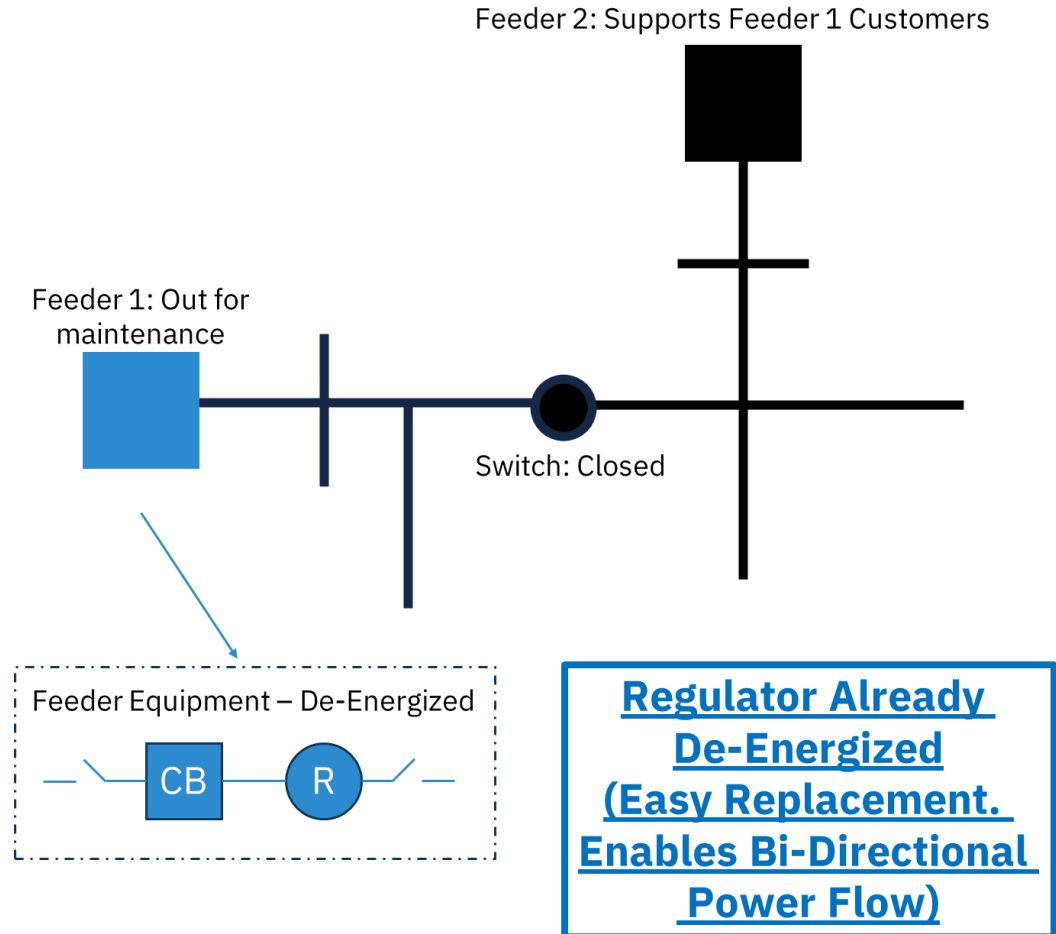 Feeder 2: Supports Feeder 1 Customers
Feeder 1: Out for
maintenance
Switch: Closed
Feeder Equipment – De-Energized
CB
R
Regulator Already
De-Energized
(Easy Replacement.
Enables Bi-Directional
Power Flow)